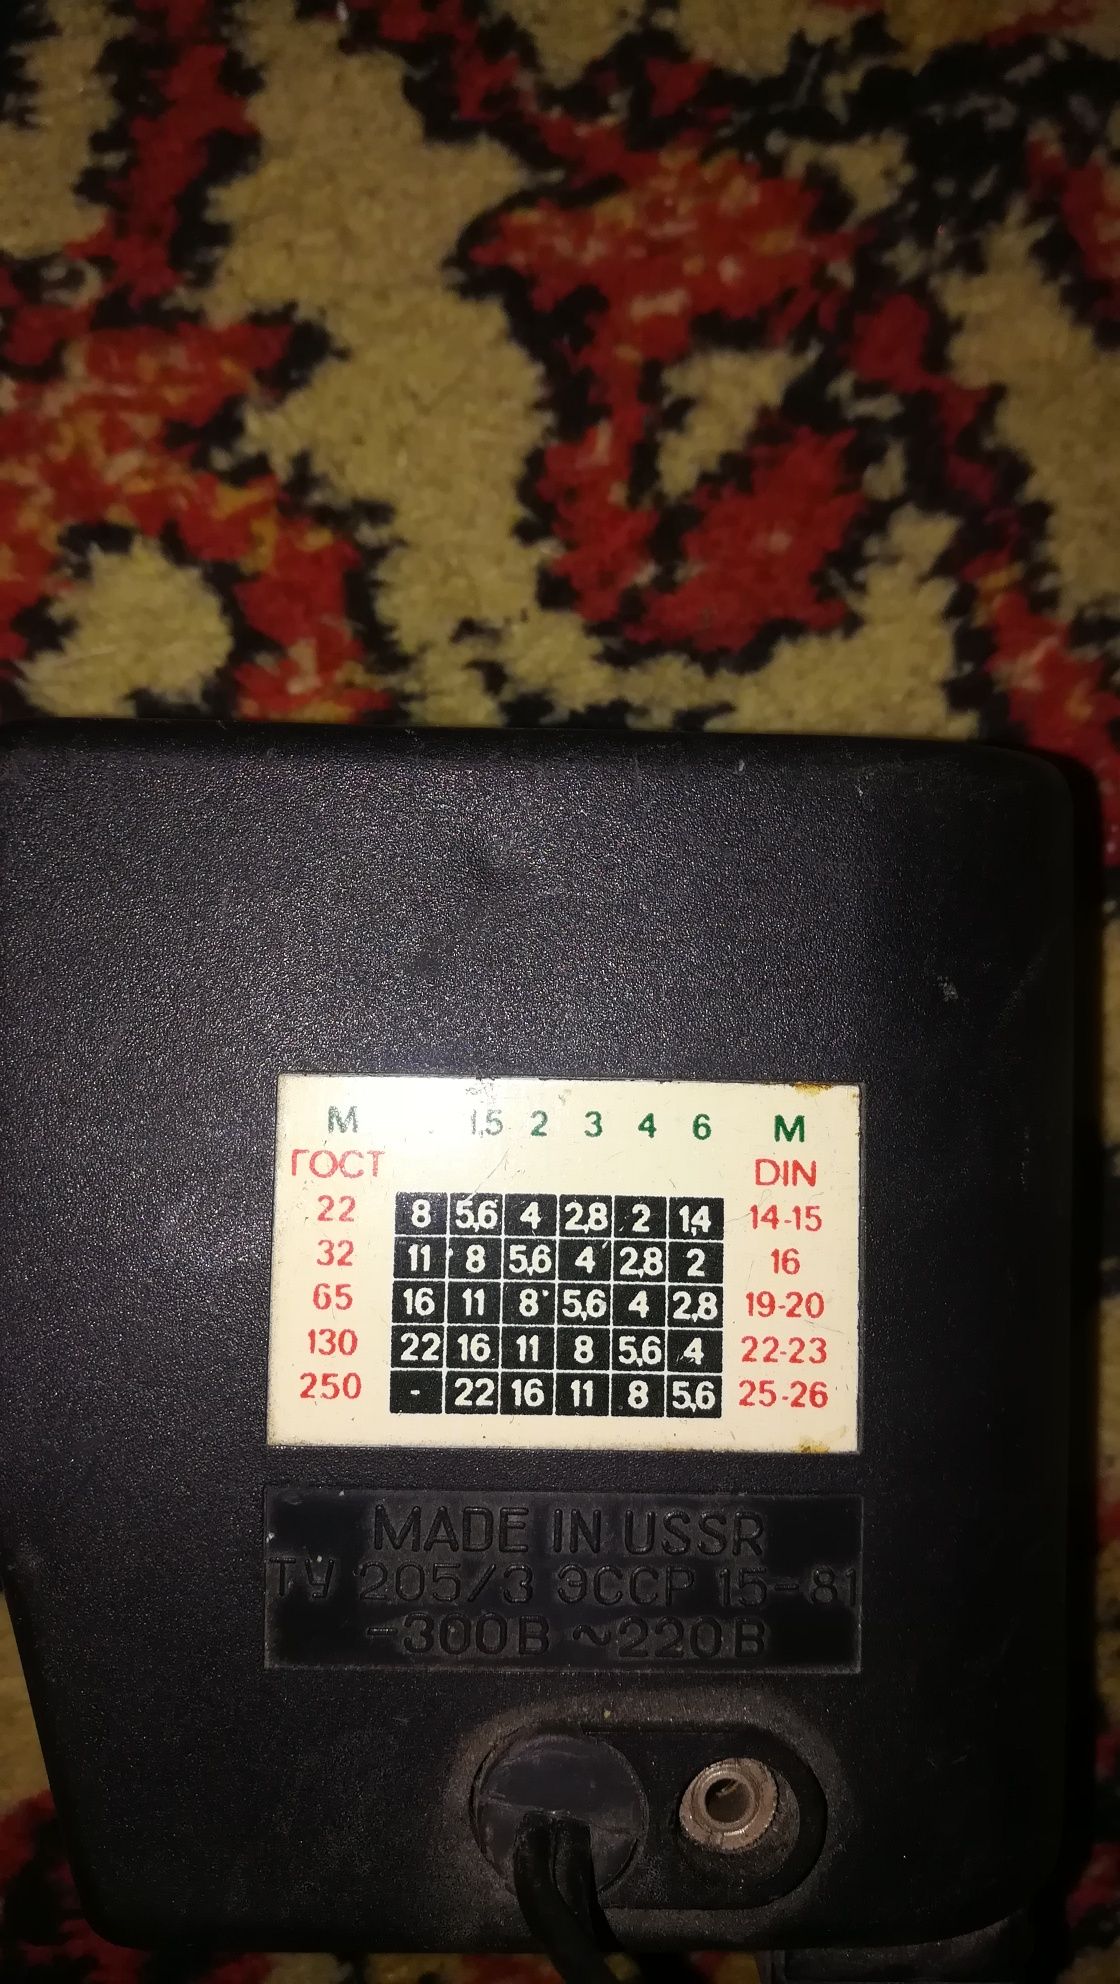 М 1,5 2 3 4 6 М
ГОСТ DIN
22 8 5,6 4 2,8 2 1,4 14-15
32 11 8 5,6 4 2,8 2 16
65 16 11 8 5,6 4 2,8 19-20
130 22 16 11 8 5,6 4 22-23
250 - 22 16 11 8 5,6 25-26
MADE IN USSR
ТУ 205/3 ЭССР 15-81
-300В ~220В